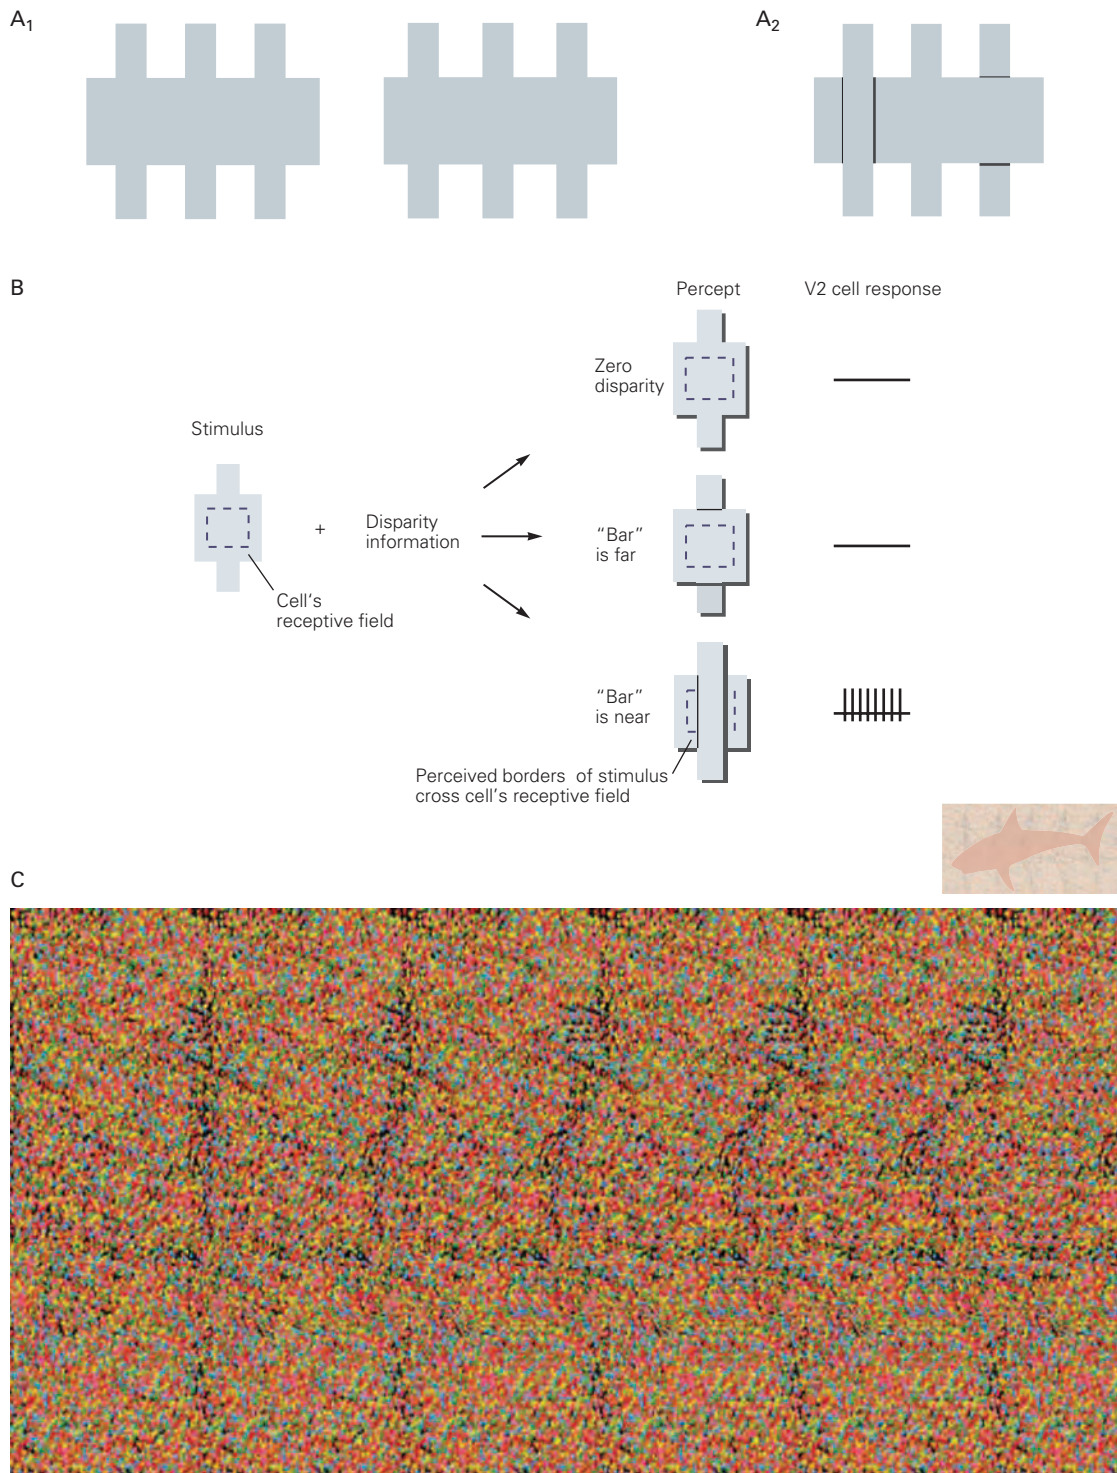 A1
A2
B
Percept
V2 cell response
Zero
disparity
Stimulus
+
Disparity
information
“Bar”
is far
Cell‘s
receptive field
“Bar”
is near
Perceived borders of stimulus
cross cell’s receptive field
C